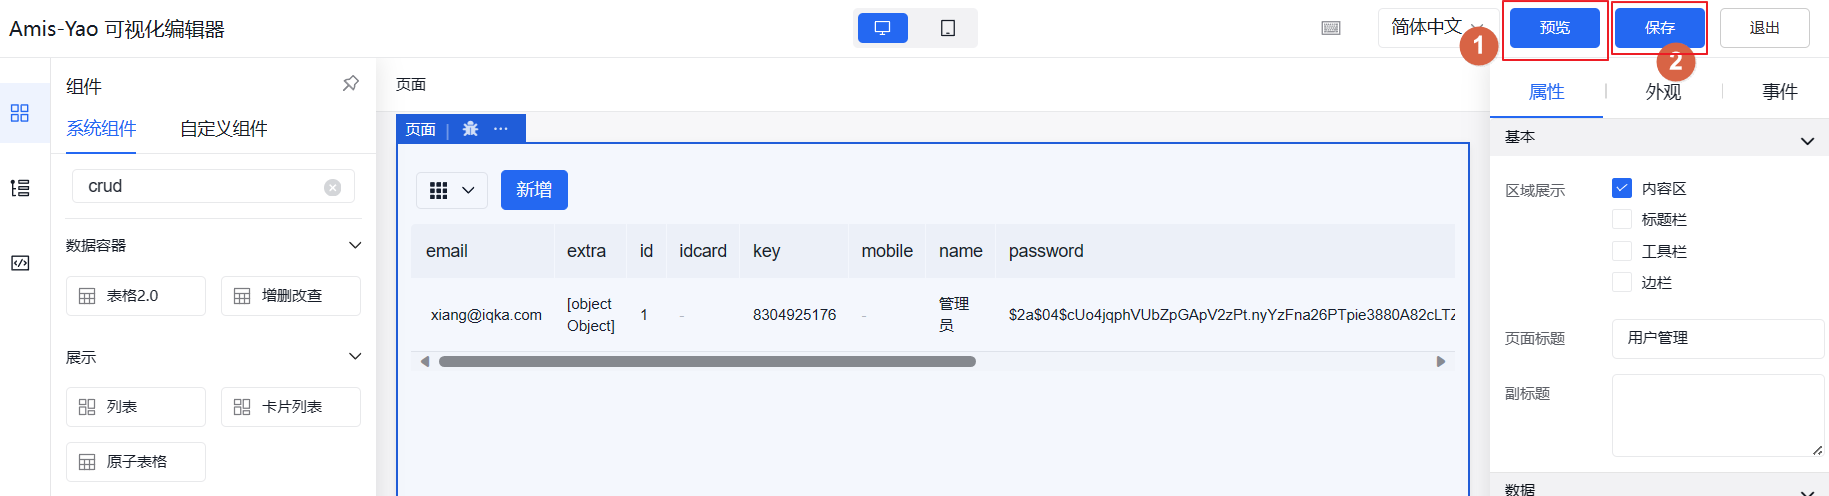 Amis-Yao 可视化编辑器
简体中文
1
预览
保存
2
退出
组件
系统组件
自定义组件
crud
数据容器
表格2.0
增删改查
展示
列表
卡片列表
原子表格
页面
页面
新增
email extra id idcard key mobile name password
xiang@iqka.com [object Object] 1 - 8304925176 - 管理员 $2a$04$cUo4jqphVUbZpGApV2zPt.nyYzFna26PTpie3880A82cLTZ
属性
外观
事件
基本
区域展示
内容区
标题栏
工具栏
边栏
页面标题
用户管理
副标题
数据